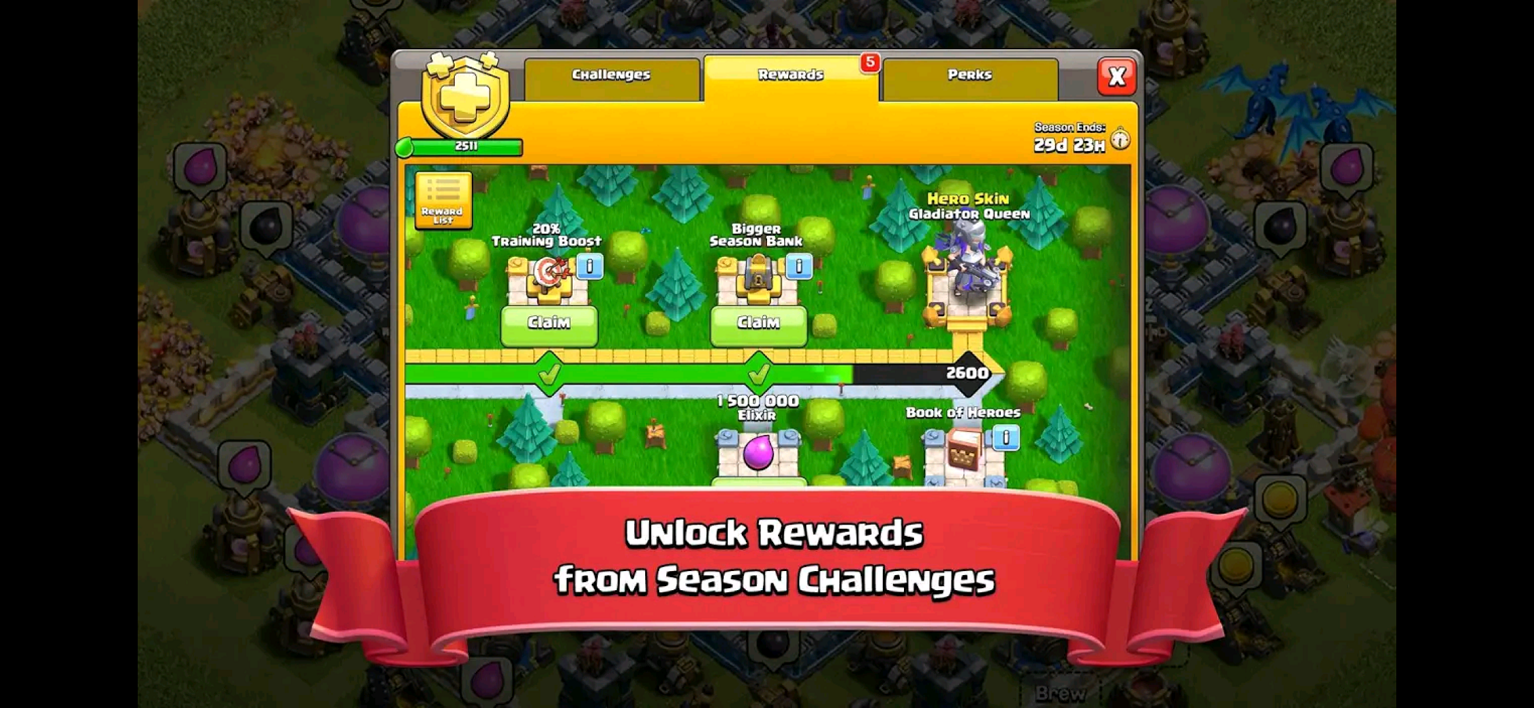 Challenges
Rewards
5
Perks
X
2511
Season Ends:
29d 23H
Reward
List
20%
Training Boost
i
Claim
Bigger
Season Bank
i
Claim
Hero Skin
Gladiator Queen
2600
1 500 000
Elixir
Book of Heroes
i
Unlock Rewards
from Season Challenges
Brew